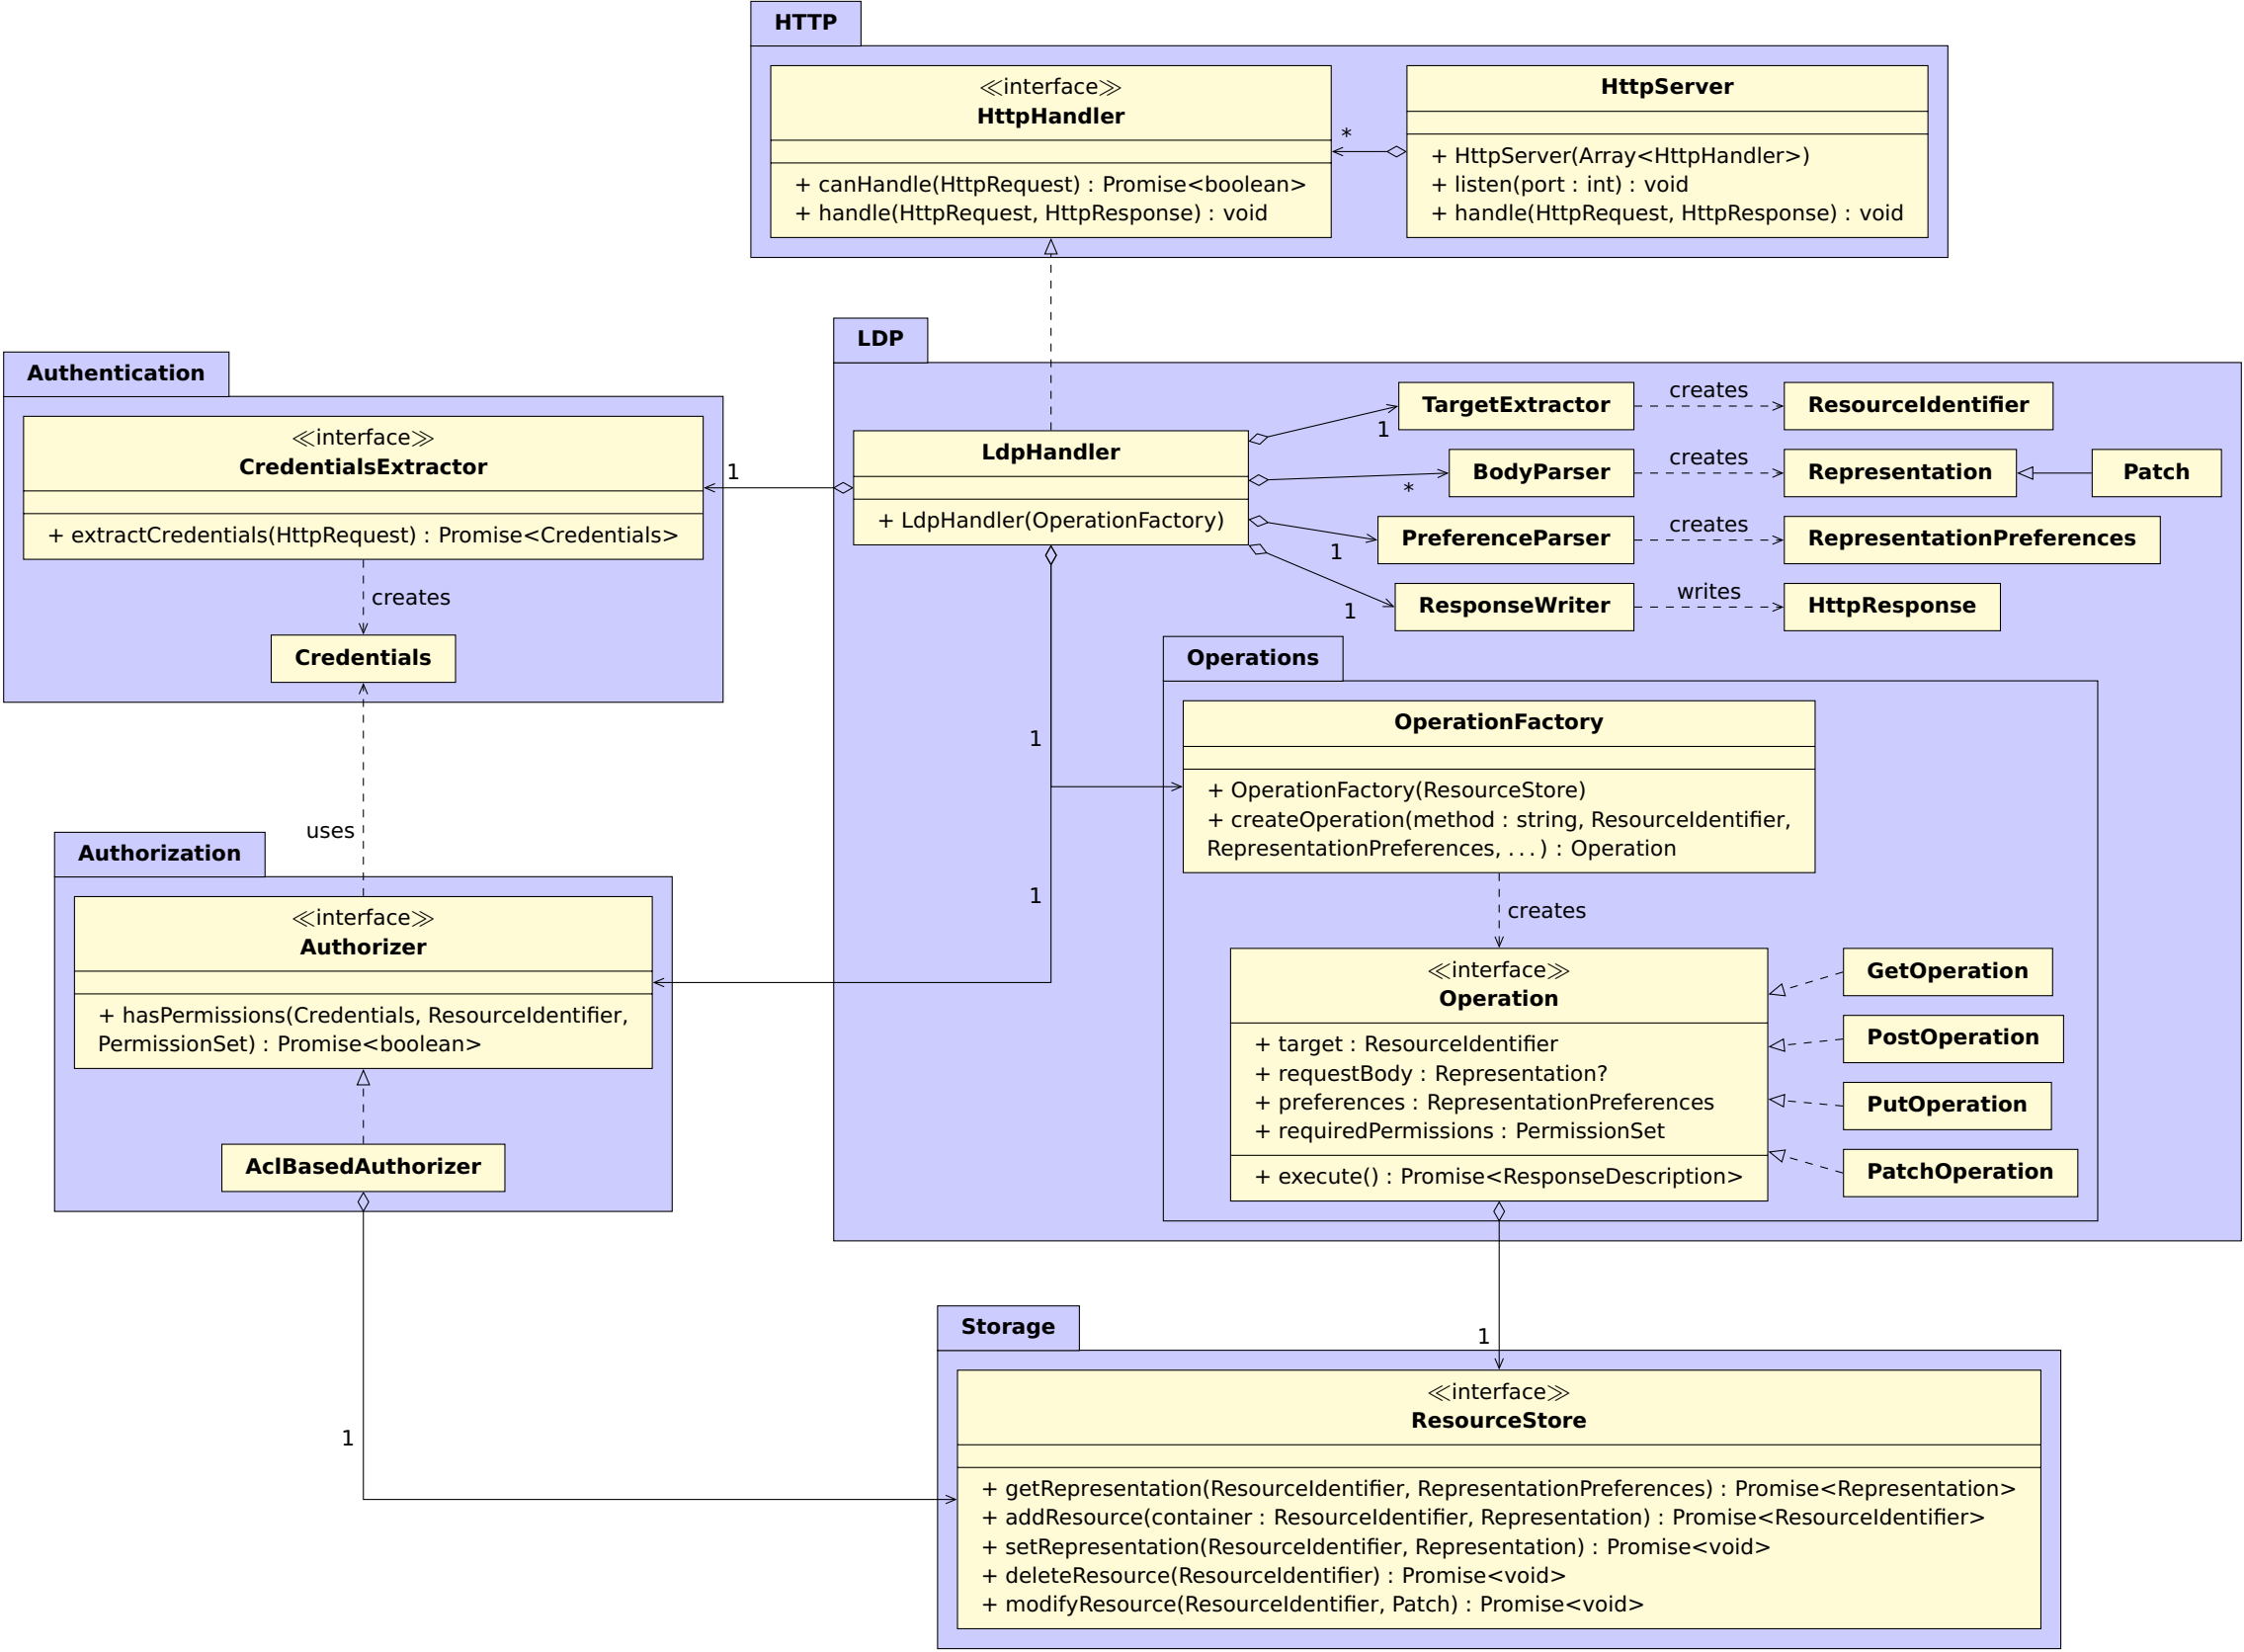 HTTP
≪interface≫
HttpHandler
+ canHandle(HttpRequest) : Promise<boolean>
+ handle(HttpRequest, HttpResponse) : void
*
HttpServer
+ HttpServer(Array<HttpHandler>)
+ listen(port : int) : void
+ handle(HttpRequest, HttpResponse) : void
Authentication
≪interface≫
CredentialsExtractor
+ extractCredentials(HttpRequest) : Promise<Credentials>
creates
Credentials
1
LDP
LdpHandler
+ LdpHandler(OperationFactory)
1
TargetExtractor
creates
ResourceIdentifier
*
BodyParser
creates
Representation
Patch
1
PreferenceParser
creates
RepresentationPreferences
1
ResponseWriter
writes
HttpResponse
1
1
Operations
OperationFactory
+ OperationFactory(ResourceStore)
+ createOperation(method : string, ResourceIdentifier,
RepresentationPreferences, ...) : Operation
creates
≪interface≫
Operation
+ target : ResourceIdentifier
+ requestBody : Representation?
+ preferences : RepresentationPreferences
+ requiredPermissions : PermissionSet
+ execute() : Promise<ResponseDescription>
GetOperation
PostOperation
PutOperation
PatchOperation
uses
Authorization
≪interface≫
Authorizer
+ hasPermissions(Credentials, ResourceIdentifier,
PermissionSet) : Promise<boolean>
AclBasedAuthorizer
1
1
Storage
≪interface≫
ResourceStore
+ getRepresentation(ResourceIdentifier, RepresentationPreferences) : Promise<Representation>
+ addResource(container : ResourceIdentifier, Representation) : Promise<ResourceIdentifier>
+ setRepresentation(ResourceIdentifier, Representation) : Promise<void>
+ deleteResource(ResourceIdentifier) : Promise<void>
+ modifyResource(ResourceIdentifier, Patch) : Promise<void>